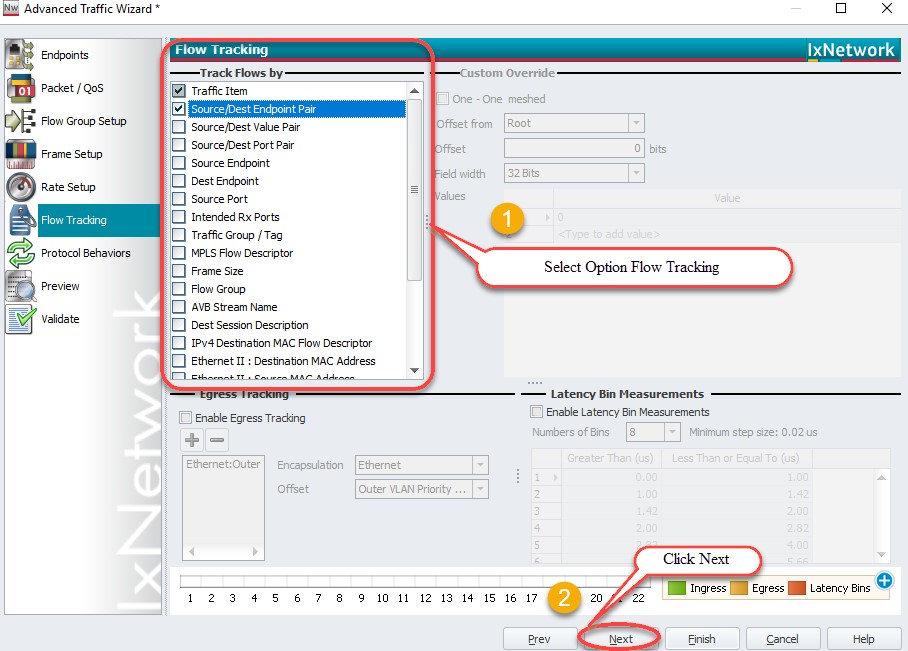 Nw Advanced Traffic Wizard *
Endpoints
Packet / QoS
Flow Group Setup
Frame Setup
Rate Setup
Flow Tracking
Protocol Behaviors
Preview
Validate
IxNetwork
Flow Tracking
IxNetwork
Track Flows by
Traffic Item
Source/Dest Endpoint Pair
Source/Dest Value Pair
Source/Dest Port Pair
Source Endpoint
Dest Endpoint
Source Port
Intended Rx Ports
Traffic Group / Tag
MPLS Flow Descriptor
Frame Size
Flow Group
AVB Stream Name
Dest Session Description
IPv4 Destination MAC Flow Descriptor
Ethernet II : Destination MAC Address
Ethernet II : Source MAC Address
Custom Override
One - One meshed
Offset from Root
Offset 0 bits
Field width 32 Bits
Values
Value
0
<Type to add value>
1
Select Option Flow Tracking
Egress Tracking
Enable Egress Tracking
Ethernet:Outer
Encapsulation Ethernet
Offset Outer VLAN Priority ...
Latency Bin Measurements
Enable Latency Bin Measurements
Numbers of Bins 8 Minimum step size: 0.02 us
Greater Than (us) Less Than or Equal To (us)
1 0.00 1.00
2 1.00 1.42
3 1.42 2.00
4 2.00 2.82
5 2.82 4.00
6 5.66
Click Next
1 2 3 4 5 6 7 8 9 10 11 12 13 14 15 16 17 20 21 22
2
Ingress Egress Latency Bins
Prev Next Finish Cancel Help